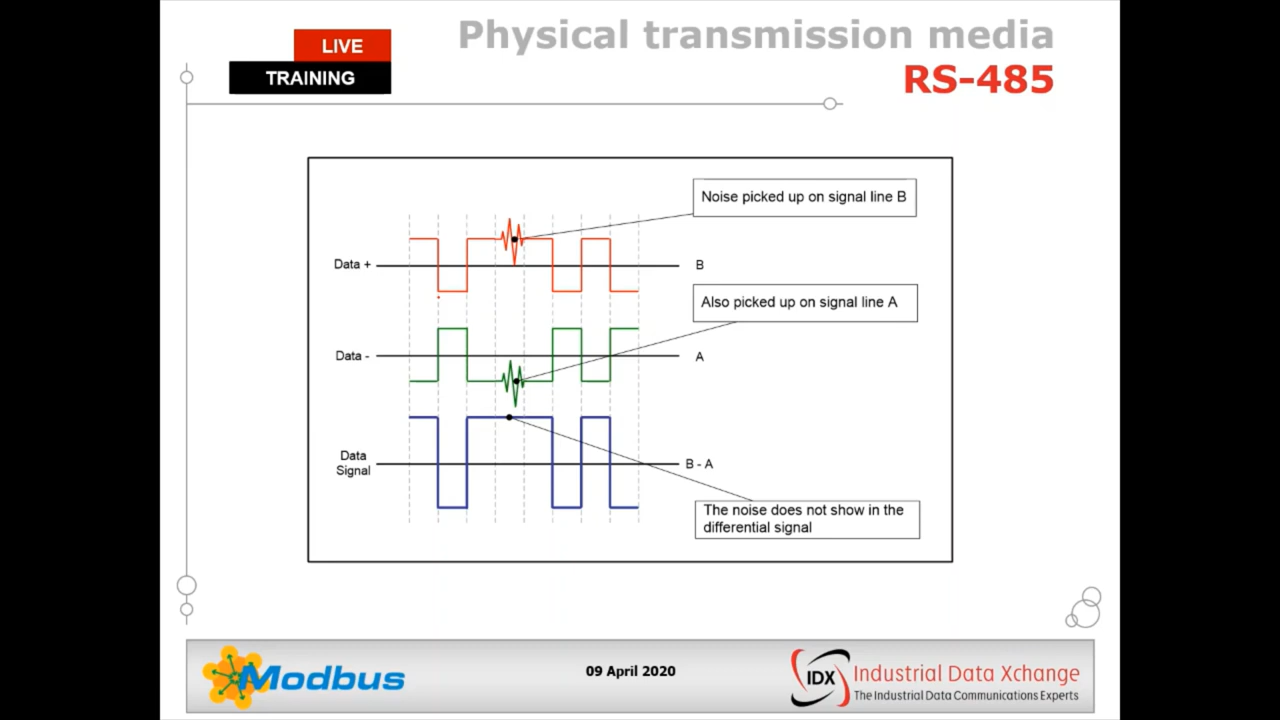 LIVE
TRAINING
Physical transmission media
RS-485
Noise picked up on signal line B
Data +
B
Also picked up on signal line A
Data -
A
Data
Signal
B - A
The noise does not show in the
differential signal
Modbus
09 April 2020
IDX
Industrial Data Xchange
The Industrial Data Communications Experts